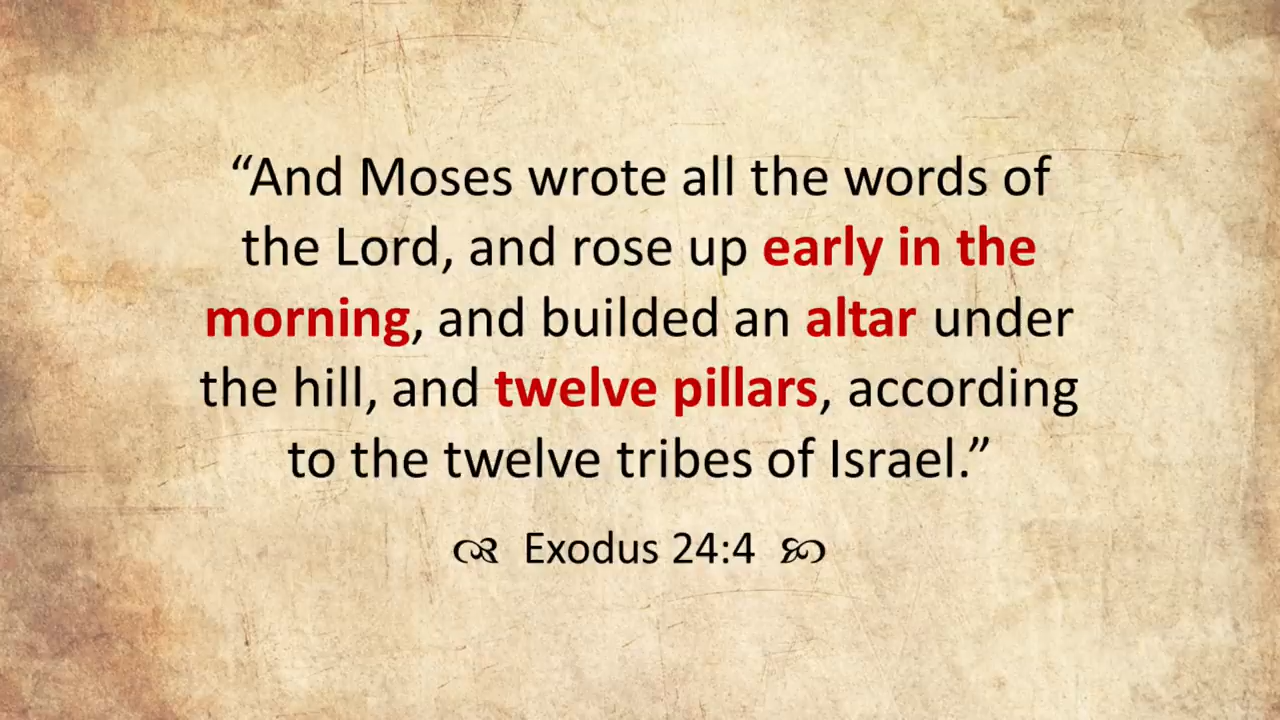 “And Moses wrote all the words of
the Lord, and rose up early in the
morning, and builded an altar under
the hill, and twelve pillars, according
to the twelve tribes of Israel.”
Exodus 24:4